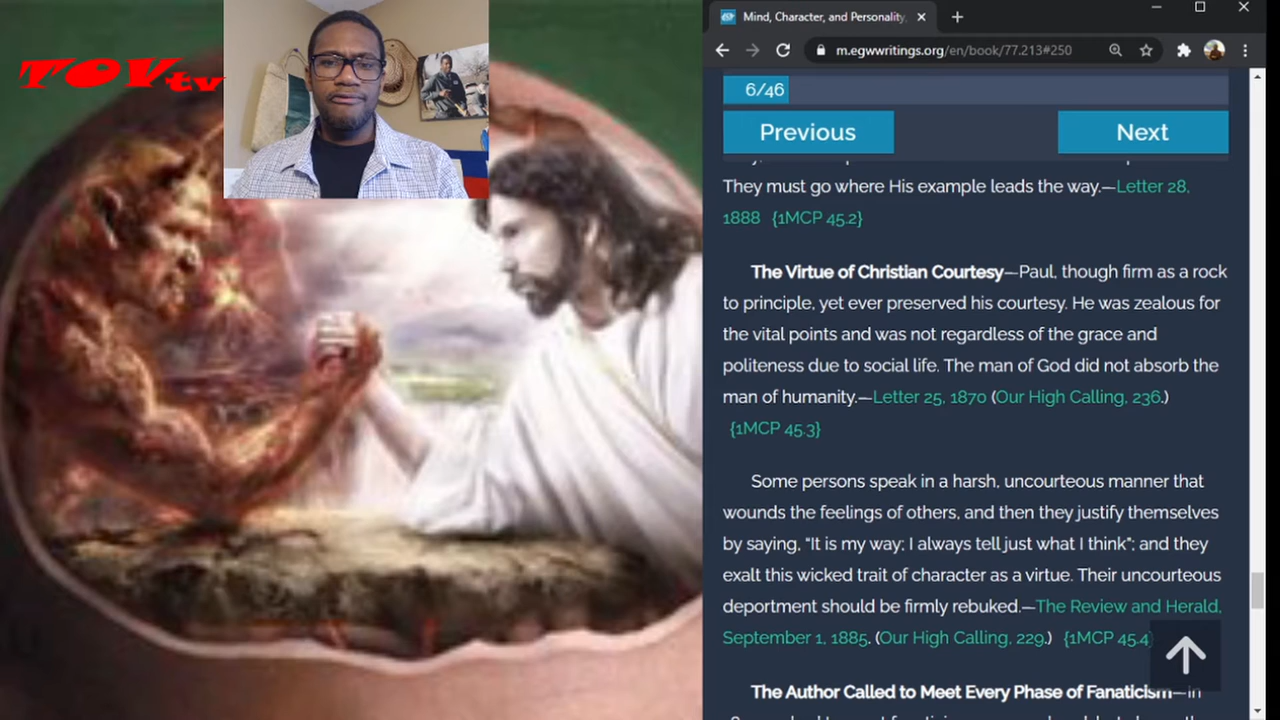 TOVtv
Mind, Character, and Personality,
m.egwwritings.org/en/book/77.213#250
6/46
Previous
Next
They must go where His example leads the way.—Letter 28,
1888 {1MCP 45.2}
The Virtue of Christian Courtesy—Paul, though firm as a rock
to principle, yet ever preserved his courtesy. He was zealous for
the vital points and was not regardless of the grace and
politeness due to social life. The man of God did not absorb the
man of humanity.—Letter 25, 1870 (Our High Calling, 236.)
{1MCP 45.3}
Some persons speak in a harsh, uncourteous manner that
wounds the feelings of others, and then they justify themselves
by saying, “It is my way; I always tell just what I think”; and they
exalt this wicked trait of character as a virtue. Their uncourteous
deportment should be firmly rebuked.—The Review and Herald,
September 1, 1885. (Our High Calling, 229.) {1MCP 45.4}
The Author Called to Meet Every Phase of Fanaticism—In